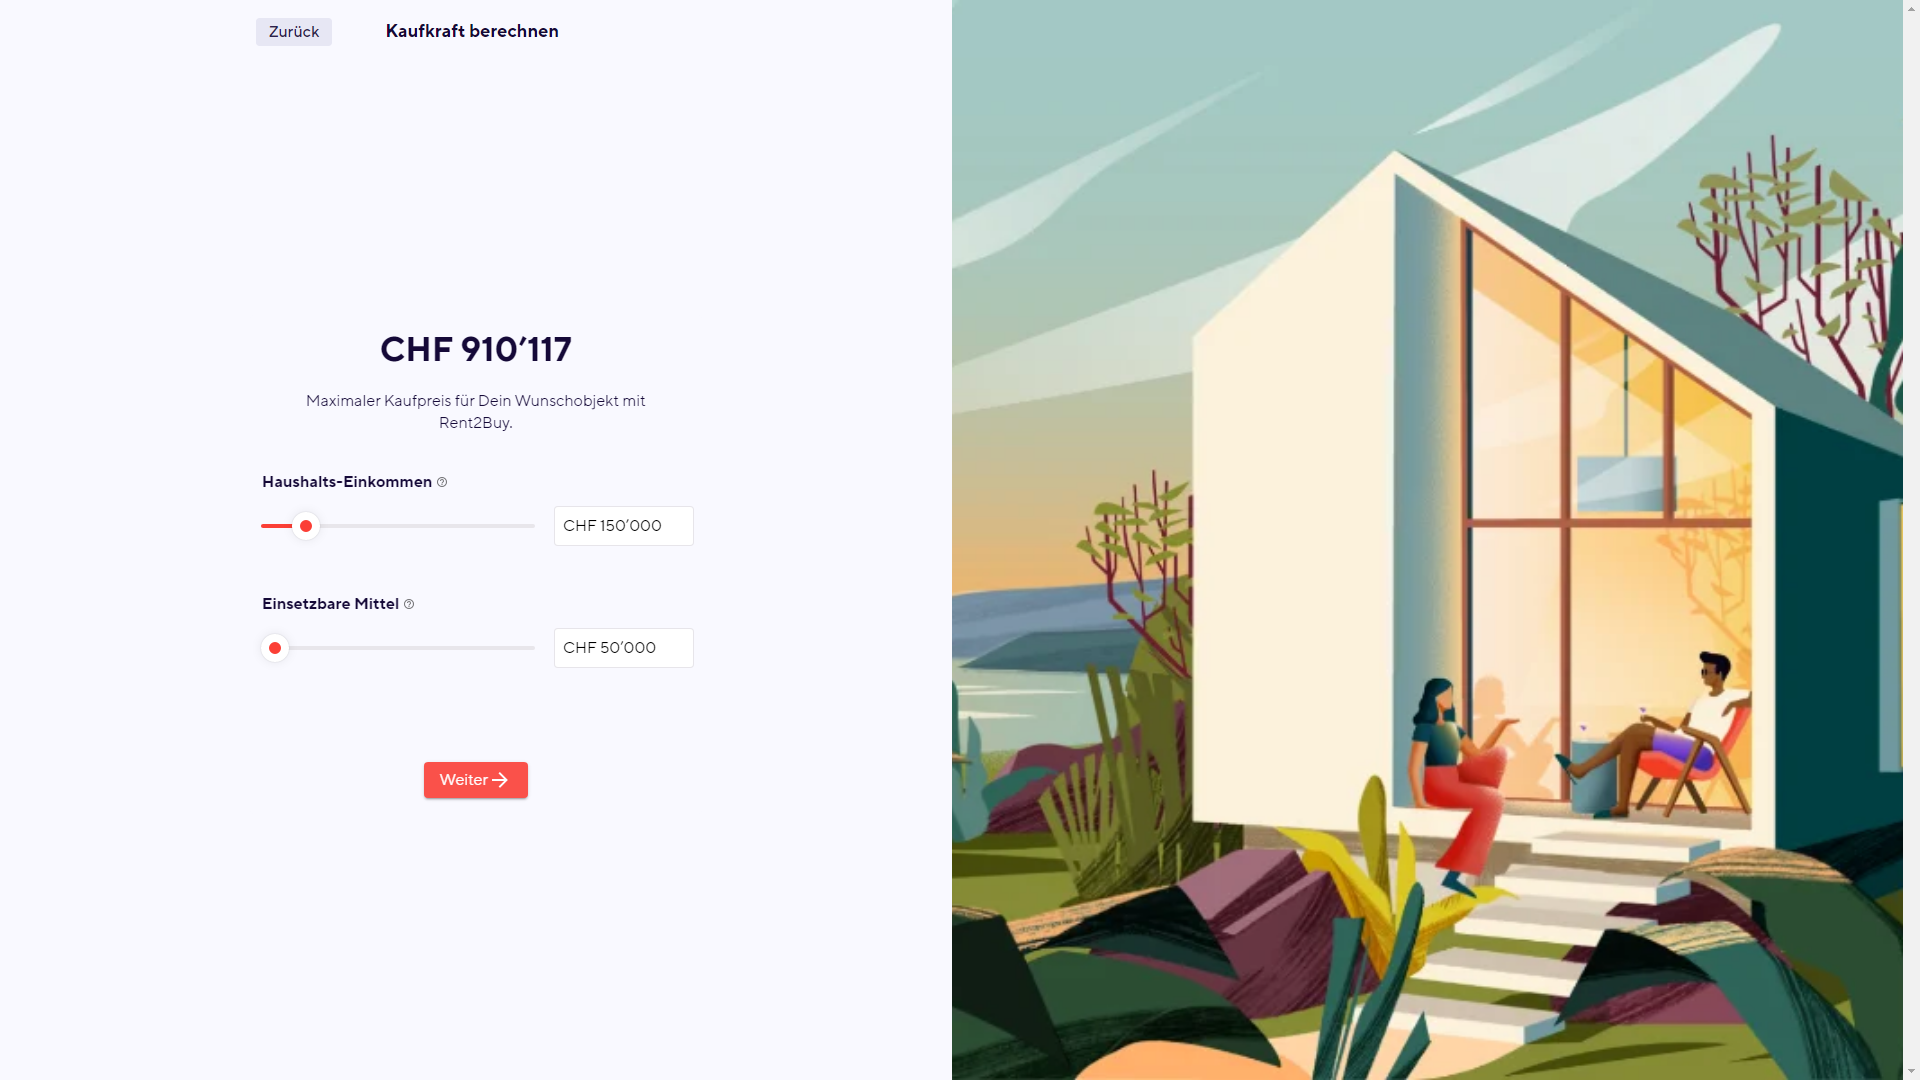 Zurück
Kaufkraft berechnen
CHF 910’117
Maximaler Kaufpreis für Dein Wunschobjekt mit
Rent2Buy.
Haushalts-Einkommen
CHF 150’000
Einsetzbare Mittel
CHF 50’000
Weiter